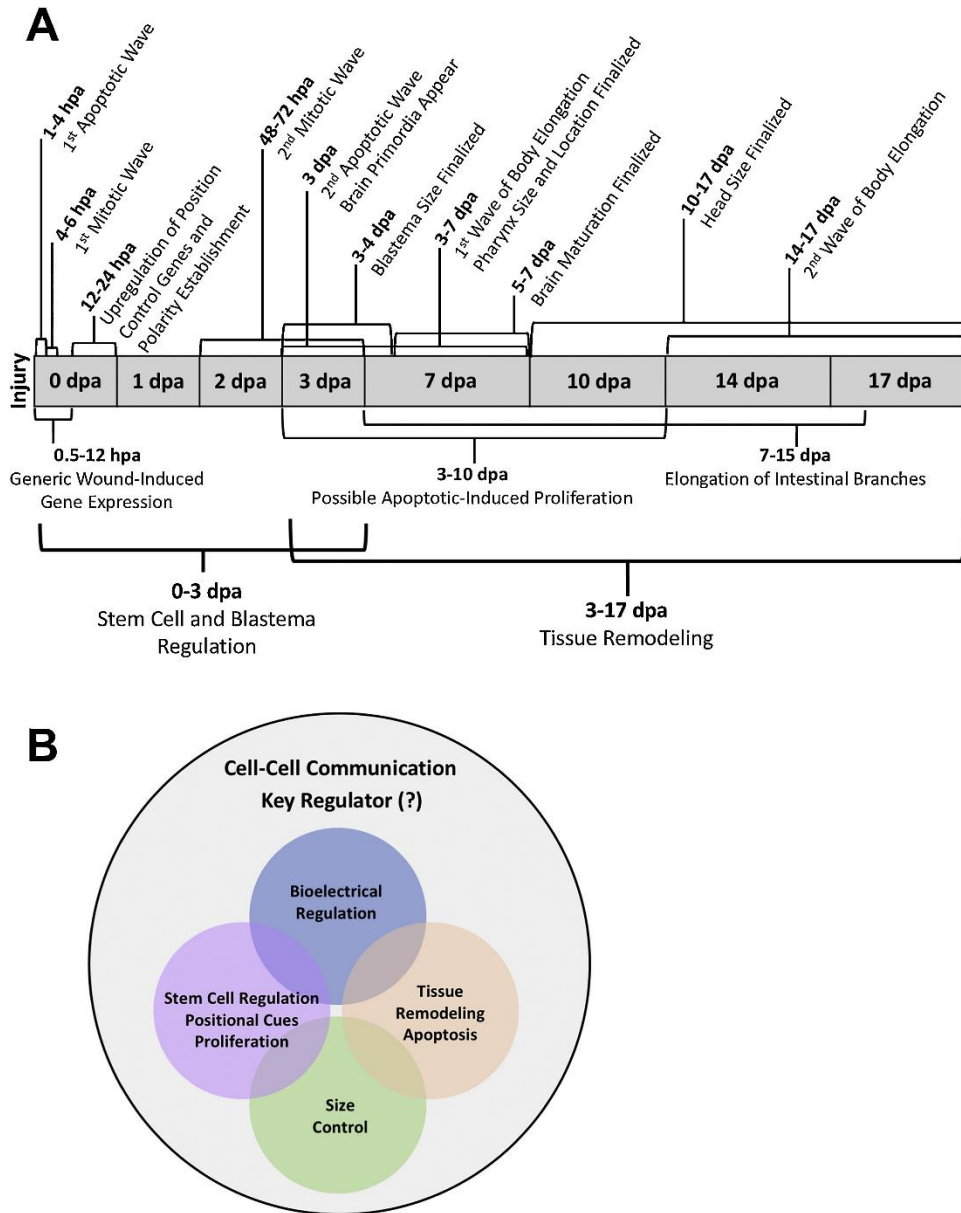 A
1-4 hpa
1st Apoptotic Wave
4-6 hpa
1st Mitotic Wave
12-24 hpa
Upregulation of Position
Control Genes and
Polarity Establishment
48-72 hpa
2nd Mitotic Wave
3 dpa
2nd Apoptotic Wave
Brain Primordia Appear
3-4 dpa
Blastema Size Finalized
3-7 dpa
1st Wave of Body Elongation
Pharynx Size and Location Finalized
5-7 dpa
Brain Maturation Finalized
10-17 dpa
Head Size Finalized
14-17 dpa
2nd Wave of Body Elongation
Injury
0 dpa
1 dpa
2 dpa
3 dpa
7 dpa
10 dpa
14 dpa
17 dpa
0.5-12 hpa
Generic Wound-Induced
Gene Expression
3-10 dpa
Possible Apoptotic-Induced Proliferation
7-15 dpa
Elongation of Intestinal Branches
0-3 dpa
Stem Cell and Blastema
Regulation
3-17 dpa
Tissue Remodeling
B
Cell-Cell Communication
Key Regulator (?)
Bioelectrical
Regulation
Stem Cell Regulation
Positional Cues
Proliferation
Tissue
Remodeling
Apoptosis
Size
Control